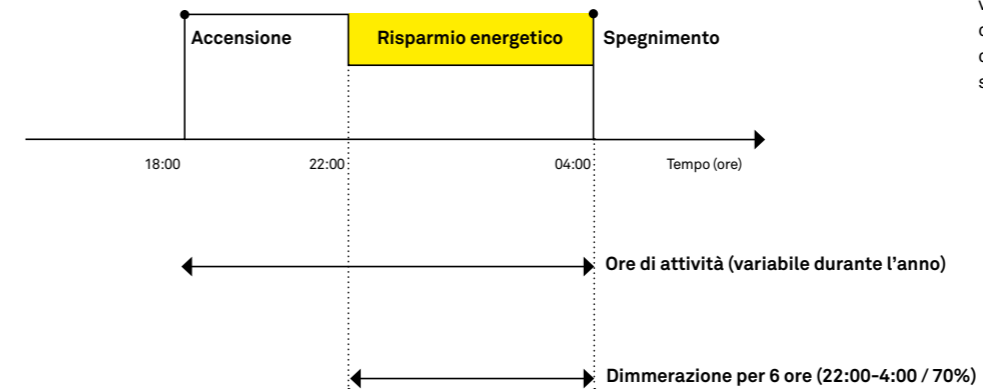 Accensione
Risparmio energetico
Spegnimento
18:00
22:00
04:00
Tempo (ore)
Ore di attività (variabile durante l'anno)
Dimmerazione per 6 ore (22:00-4:00 / 70%)